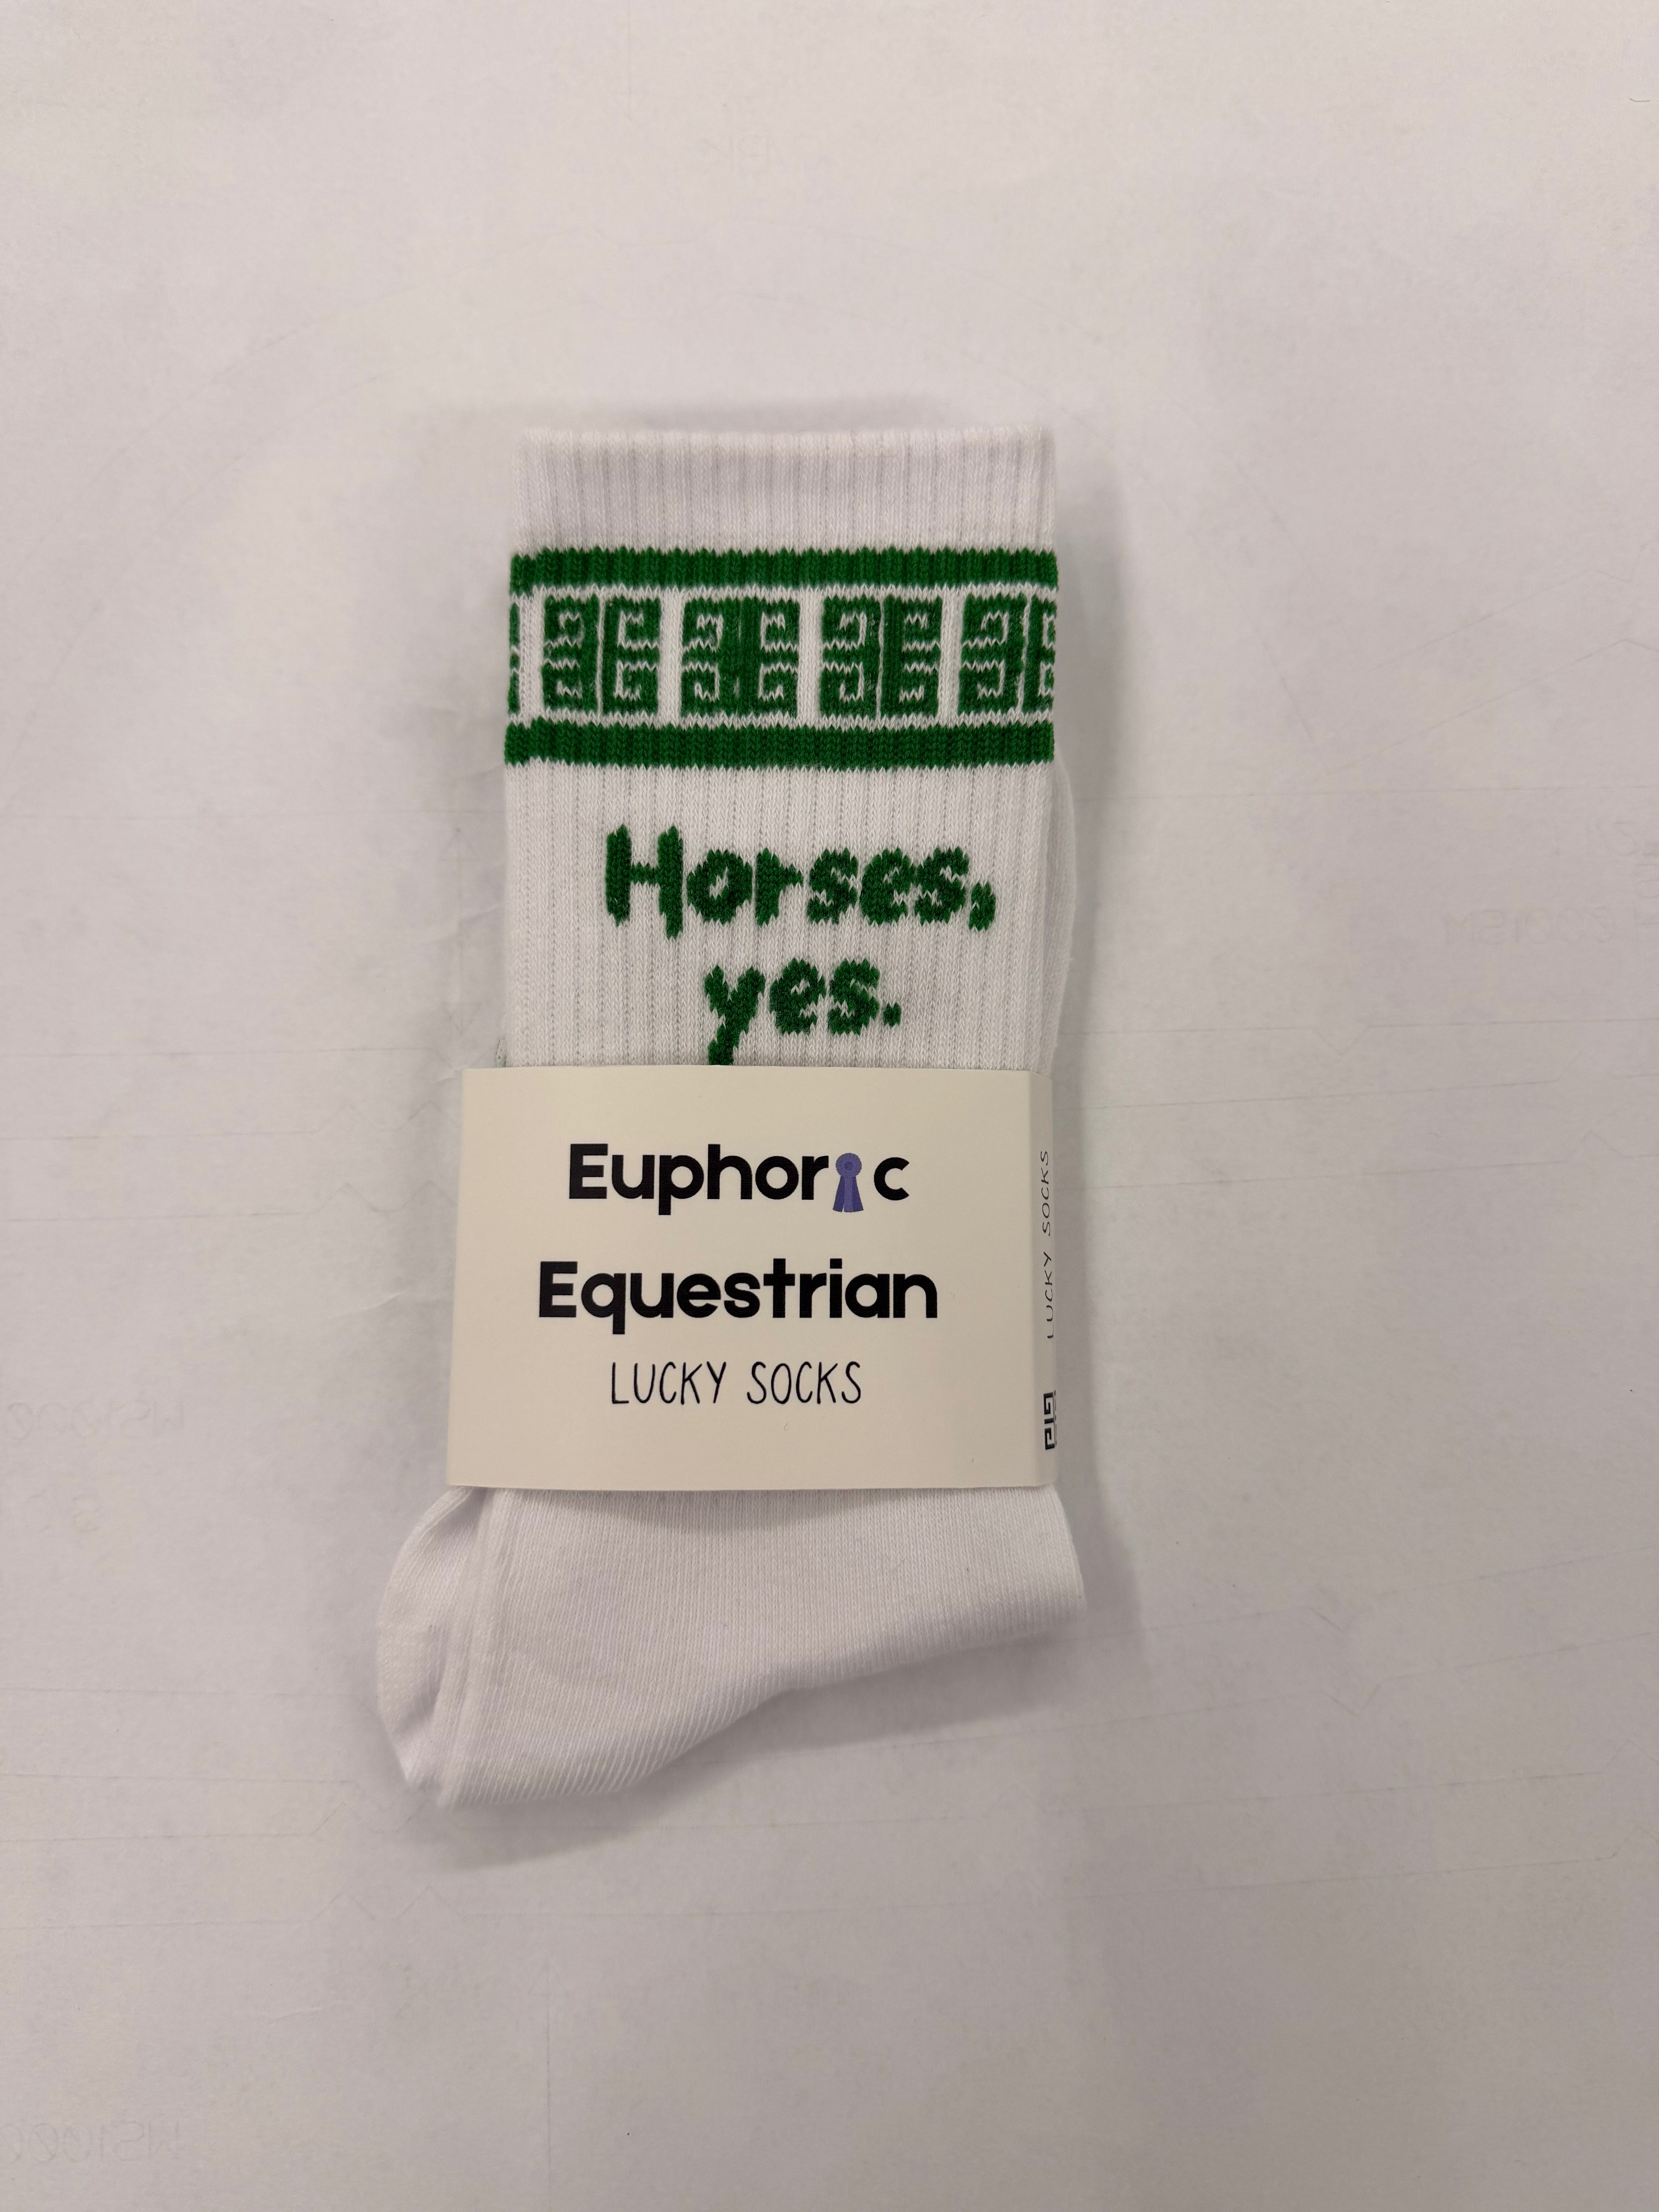 Horses,
yes.
Euphoric
Equestrian
LUCKY SOCKS
LUCKY SOCKS